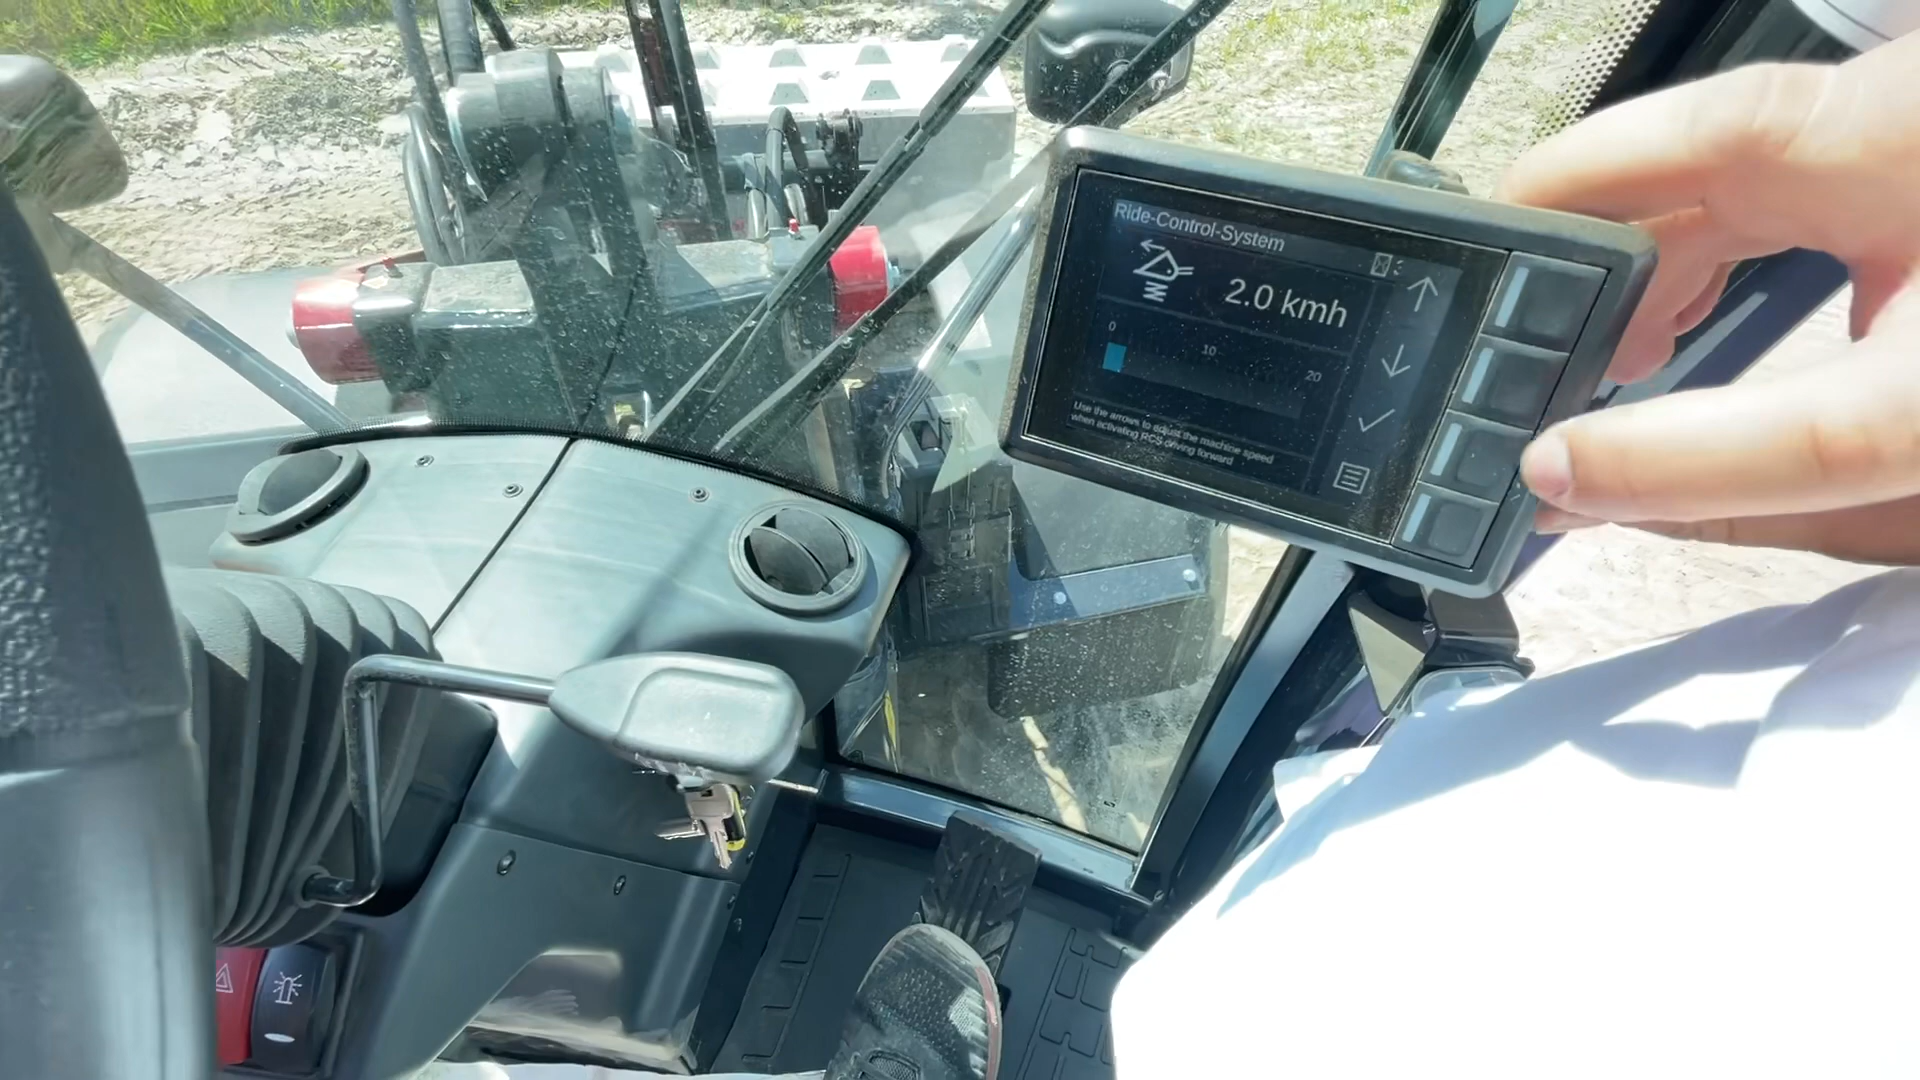 Ride-Control-System
2.0 kmh
0
10
20
Use the arrows to adjust the machine speed
when activating RCS driving forward